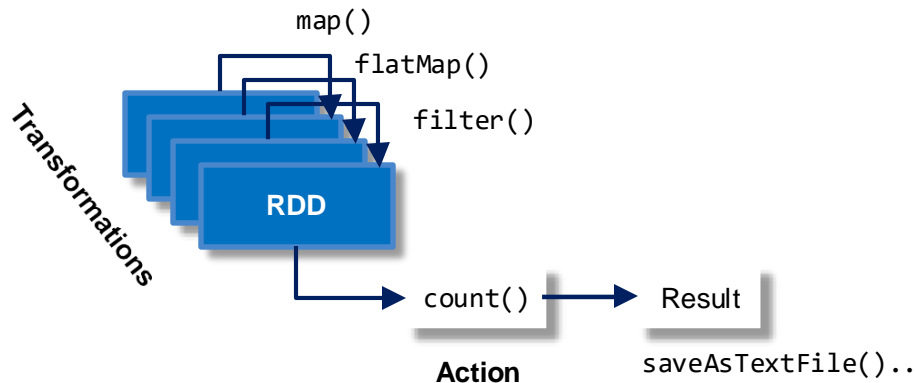 map()
flatMap()
filter()
Transformations
RDD
count()
Result
Action
saveAsTextFile()..